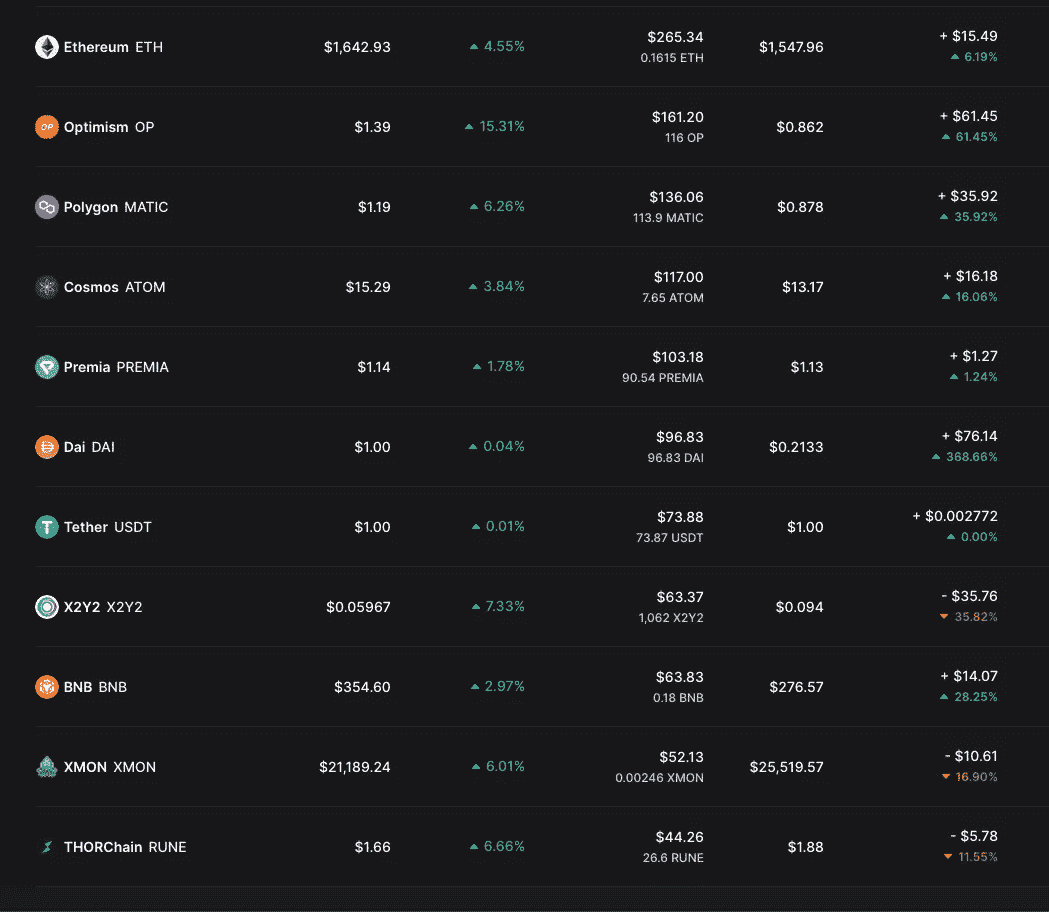 Ethereum ETH $1,642.93 ▲ 4.55% $265.34 $1,547.96 + $15.49
0.1615 ETH ▲ 6.19%
OP Optimism OP $1.39 ▲ 15.31% $161.20 $0.862 + $61.45
116 OP ▲ 61.45%
Polygon MATIC $1.19 ▲ 6.26% $136.06 $0.878 + $35.92
113.9 MATIC ▲ 35.92%
Cosmos ATOM $15.29 ▲ 3.84% $117.00 $13.17 + $16.18
7.65 ATOM ▲ 16.06%
Premia PREMIA $1.14 ▲ 1.78% $103.18 $1.13 + $1.27
90.54 PREMIA ▲ 1.24%
Dai DAI $1.00 ▲ 0.04% $96.83 $0.2133 + $76.14
96.83 DAI ▲ 368.66%
Tether USDT $1.00 ▲ 0.01% $73.88 $1.00 + $0.002772
73.87 USDT ▲ 0.00%
X2Y2 X2Y2 $0.05967 ▲ 7.33% $63.37 $0.094 - $35.76
1,062 X2Y2 ▼ 35.82%
BNB BNB $354.60 ▲ 2.97% $63.83 $276.57 + $14.07
0.18 BNB ▲ 28.25%
XMON XMON $21,189.24 ▲ 6.01% $52.13 $25,519.57 - $10.61
0.00246 XMON ▼ 16.90%
THORChain RUNE $1.66 ▲ 6.66% $44.26 $1.88 - $5.78
26.6 RUNE ▼ 11.55%